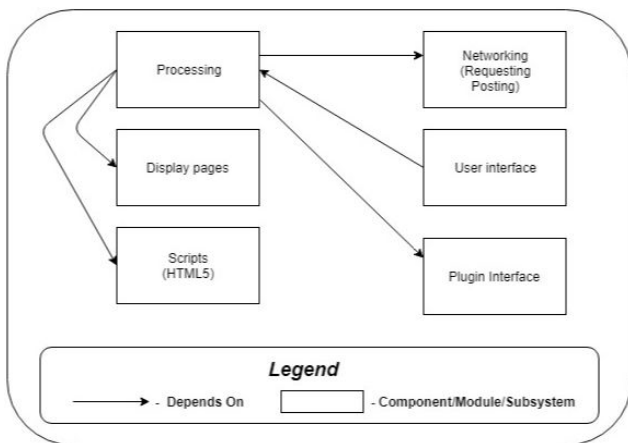 Processing
Networking
(Requesting
Posting)
Display pages
User interface
Scripts
(HTML5)
Plugin Interface
Legend
- Depends On
- Component/Module/Subsystem